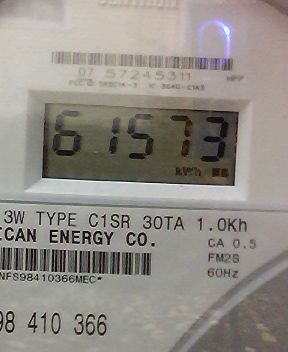 07 57245311
61573
kWh
3W TYPE C1SR 30TA 1.0Kh
ICAN ENERGY CO.
CA 0.5
FM2S
60Hz
NFS98410366MEC*
98 410 366